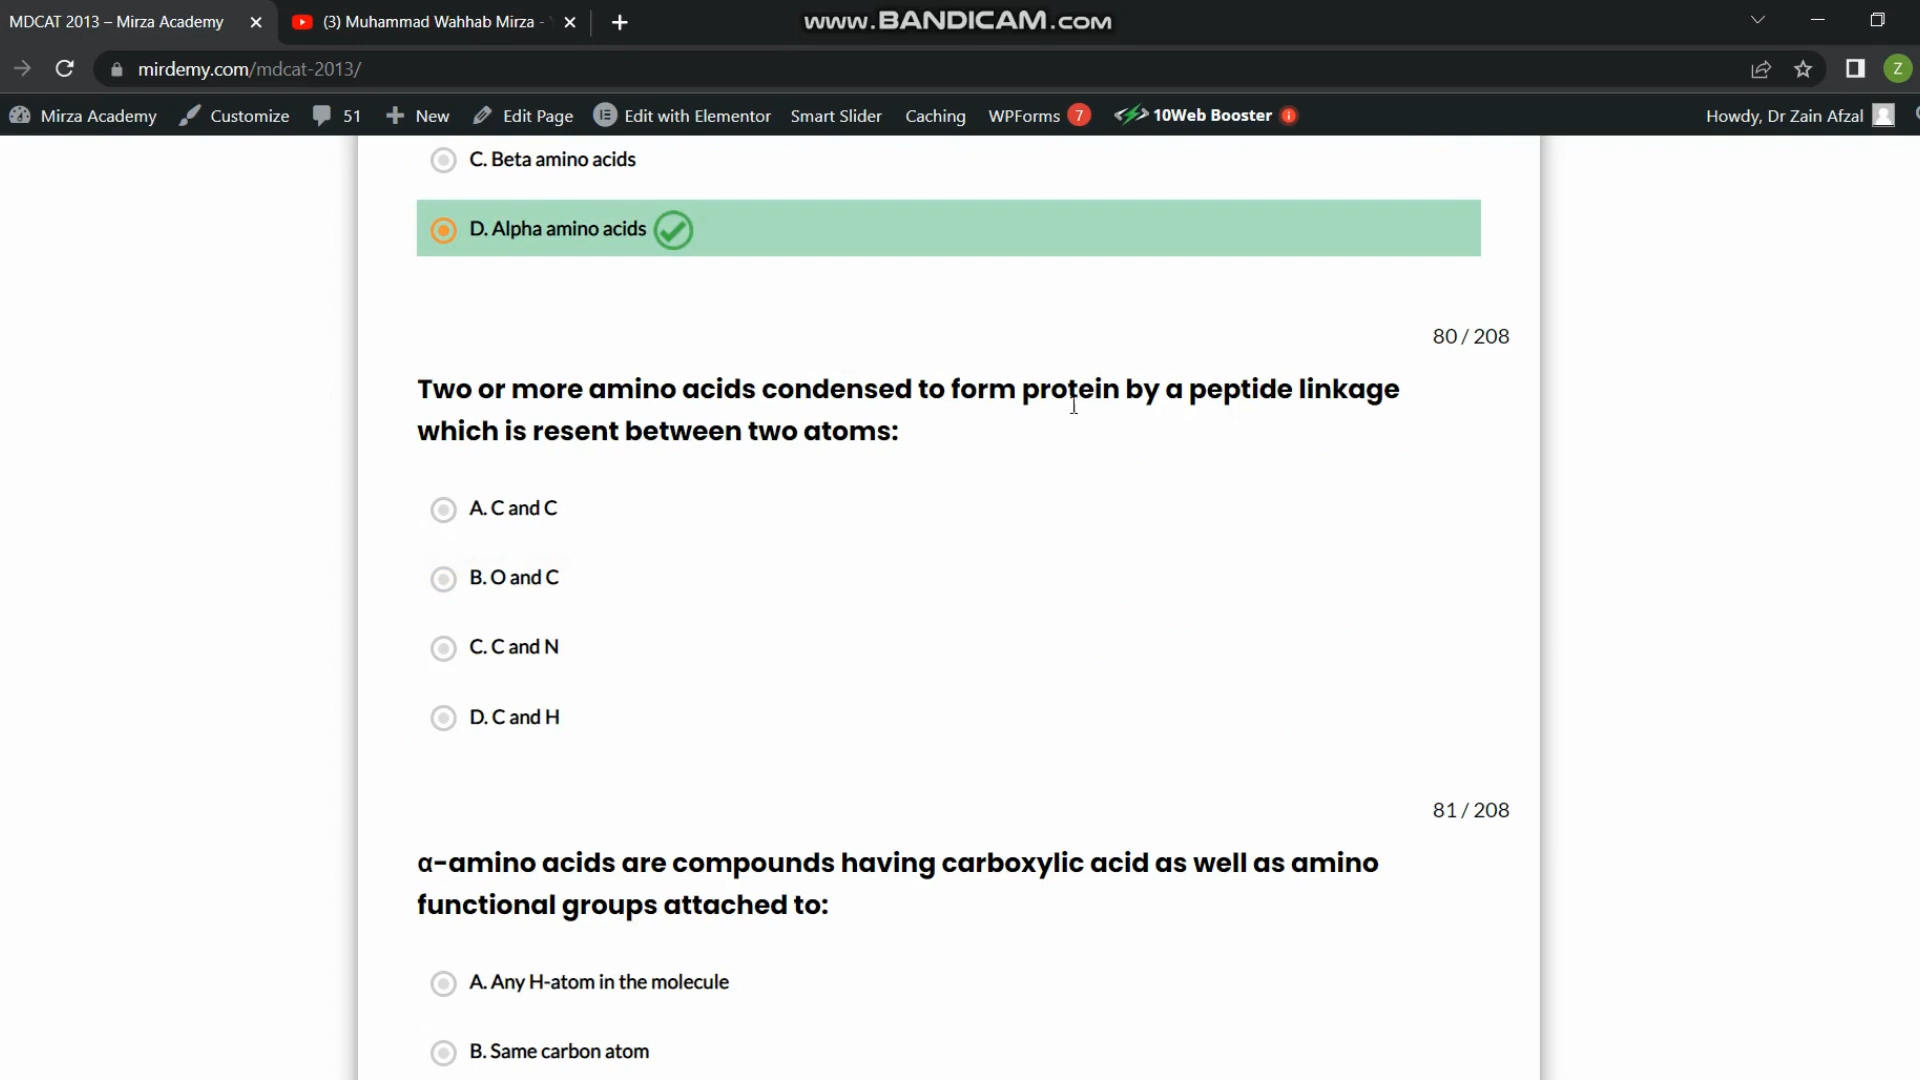 MDCAT 2013 – Mirza Academy
(3) Muhammad Wahhab Mirza -
www.BANDICAM.com
mirdemy.com/mdcat-2013/
Z
Mirza Academy
Customize
51
New
Edit Page
Edit with Elementor
Smart Slider
Caching
WPForms 7
10Web Booster
Howdy, Dr Zain Afzal
C. Beta amino acids
D. Alpha amino acids
80 / 208
Two or more amino acids condensed to form protein by a peptide linkage
which is resent between two atoms:
A. C and C
B. O and C
C. C and N
D. C and H
81 / 208
α-amino acids are compounds having carboxylic acid as well as amino
functional groups attached to:
A. Any H-atom in the molecule
B. Same carbon atom